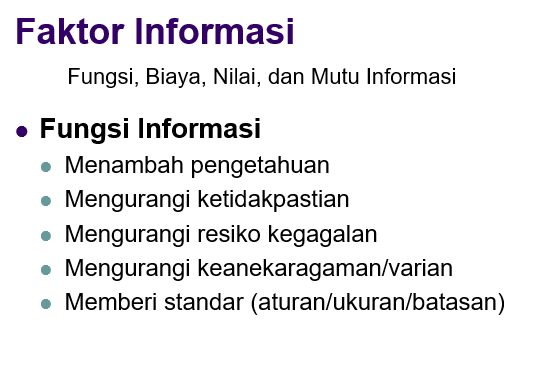 Faktor Informasi
Fungsi, Biaya, Nilai, dan Mutu Informasi
Fungsi Informasi
Menambah pengetahuan
Mengurangi ketidakpastian
Mengurangi resiko kegagalan
Mengurangi keanekaragaman/varian
Memberi standar (aturan/ukuran/batasan)